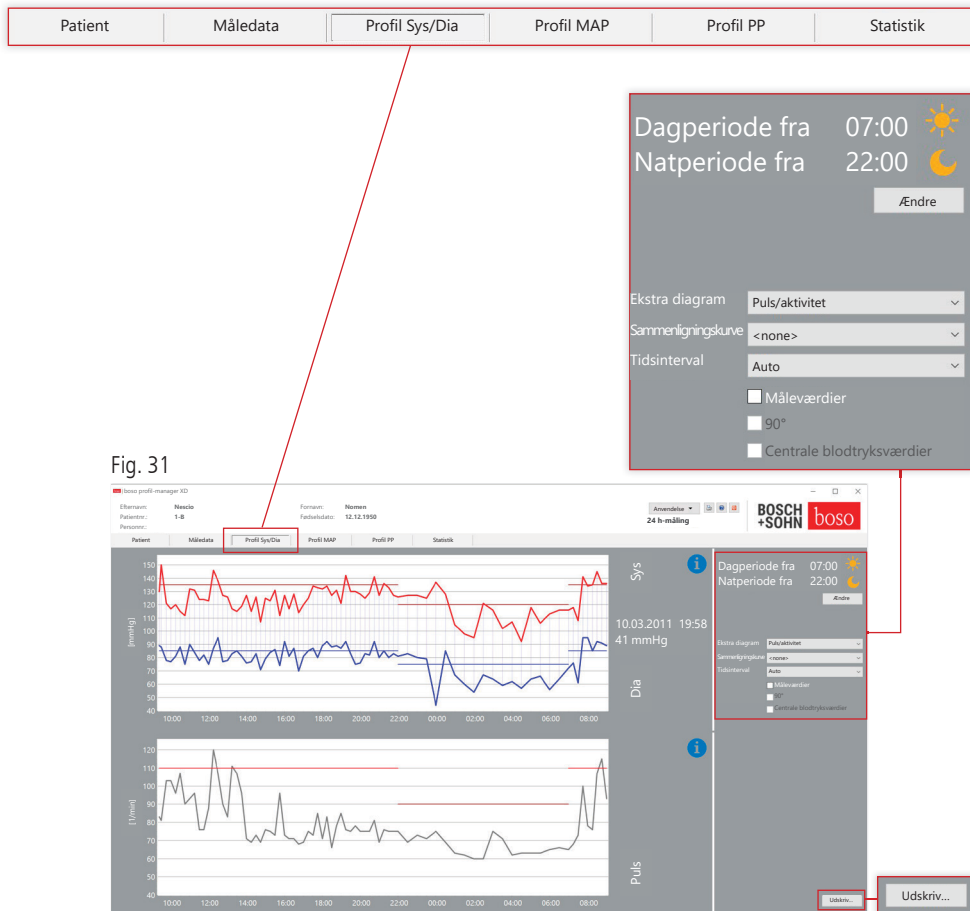 Patient Måledata Profil Sys/Dia Profil MAP Profil PP Statistik
Dagperiode fra 07:00
Natperiode fra 22:00
Ændre
Ekstra diagram Puls/aktivitet
Sammenligningskurve <none>
Tidsinterval Auto
Måleværdier
90°
Centrale blodtryksværdier
Fig. 31
boso profil-manager XD
Efternavn: Nescio Fornavn: Nomen
Patientnr.: 1-B Fødselsdato: 12.12.1950
Personnr.:
Anvendelse
24 h-måling
BOSCH
+SOHN
boso
Patient Måledata Profil Sys/Dia Profil MAP Profil PP Statistik
150
140
130
120
110
100
90
80
70
60
50
40
[mmHg]
10:00 12:00 14:00 16:00 18:00 20:00 22:00 00:00 02:00 04:00 06:00 08:00
Sys
10.03.2011 19:58
41 mmHg
Dia
Dagperiode fra 07:00
Natperiode fra 22:00
Ændre
Ekstra diagram Puls/aktivitet
Sammenligningskurve <none>
Tidsinterval Auto
Måleværdier
90°
Centrale blodtryksværdier
120
110
100
90
80
70
60
50
40
[1/min]
10:00 12:00 14:00 16:00 18:00 20:00 22:00 00:00 02:00 04:00 06:00 08:00
Puls
Udskriv...
Udskriv...